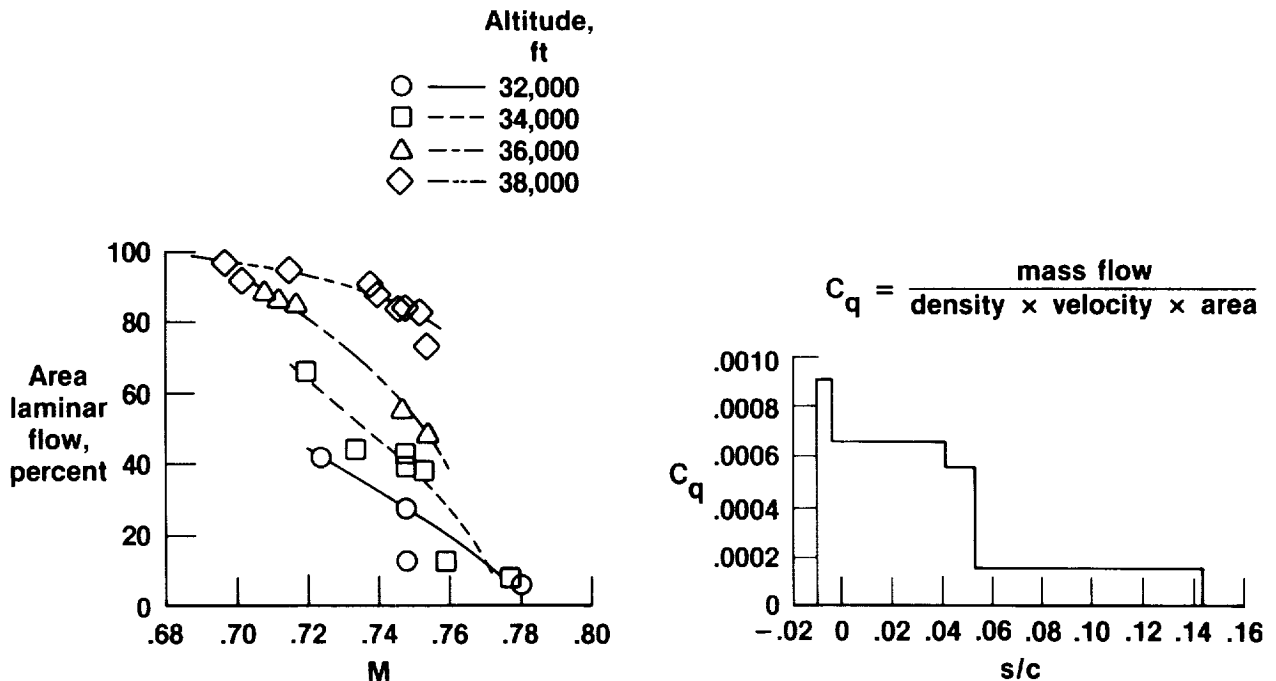 Altitude,
ft
32,000
34,000
36,000
38,000
100
80
60
40
20
0
Area
laminar
flow,
percent
.68 .70 .72 .74 .76 .78 .80
M
C_q = mass flow
density × velocity × area
.0010
.0008
.0006
.0004
.0002
0
C_q
-.02 0 .02 .04 .06 .08 .10 .12 .14 .16
s/c